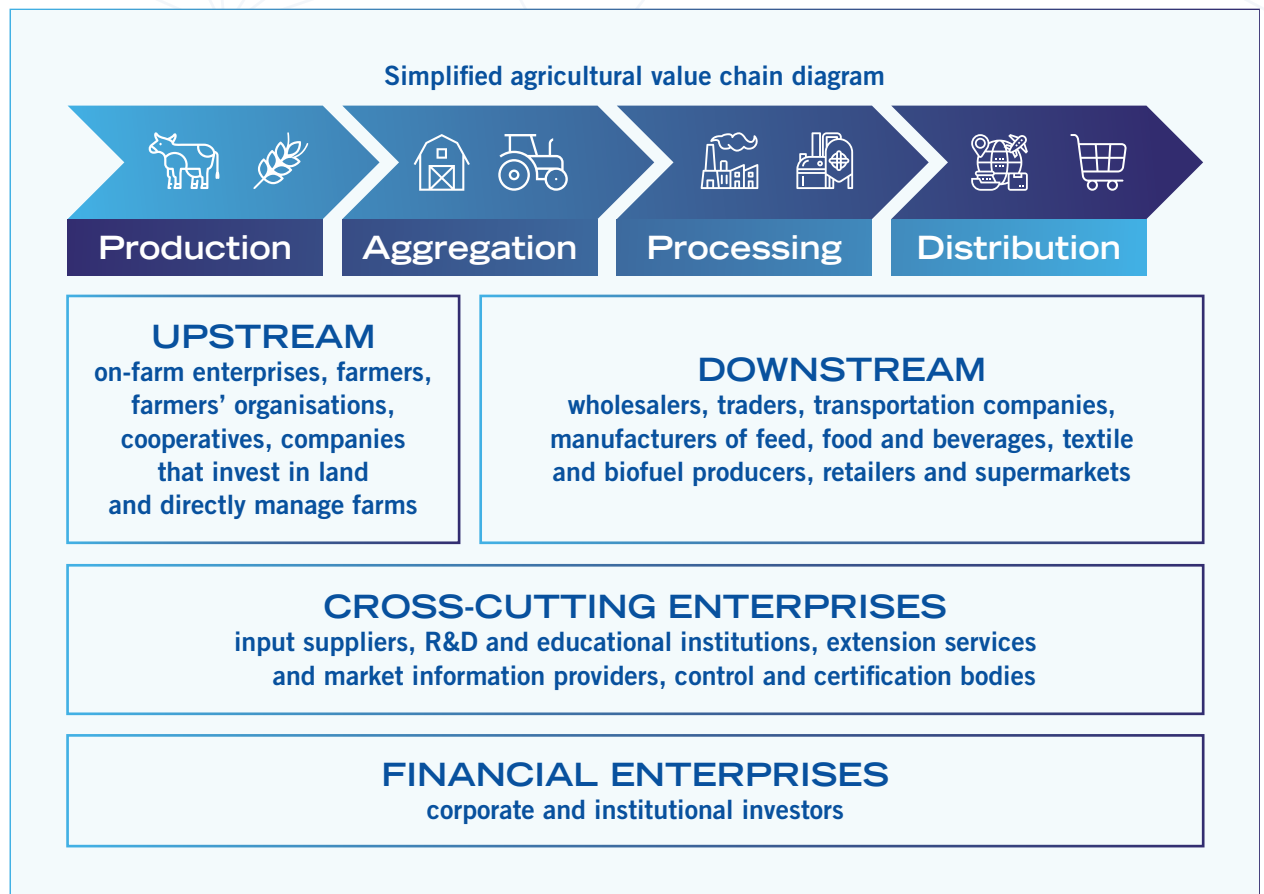 Simplified agricultural value chain diagram
Production
Aggregation
Processing
Distribution
UPSTREAM
on-farm enterprises, farmers,
farmers’ organisations,
cooperatives, companies
that invest in land
and directly manage farms
DOWNSTREAM
wholesalers, traders, transportation companies,
manufacturers of feed, food and beverages, textile
and biofuel producers, retailers and supermarkets
CROSS-CUTTING ENTERPRISES
input suppliers, R&D and educational institutions, extension services
and market information providers, control and certification bodies
FINANCIAL ENTERPRISES
corporate and institutional investors